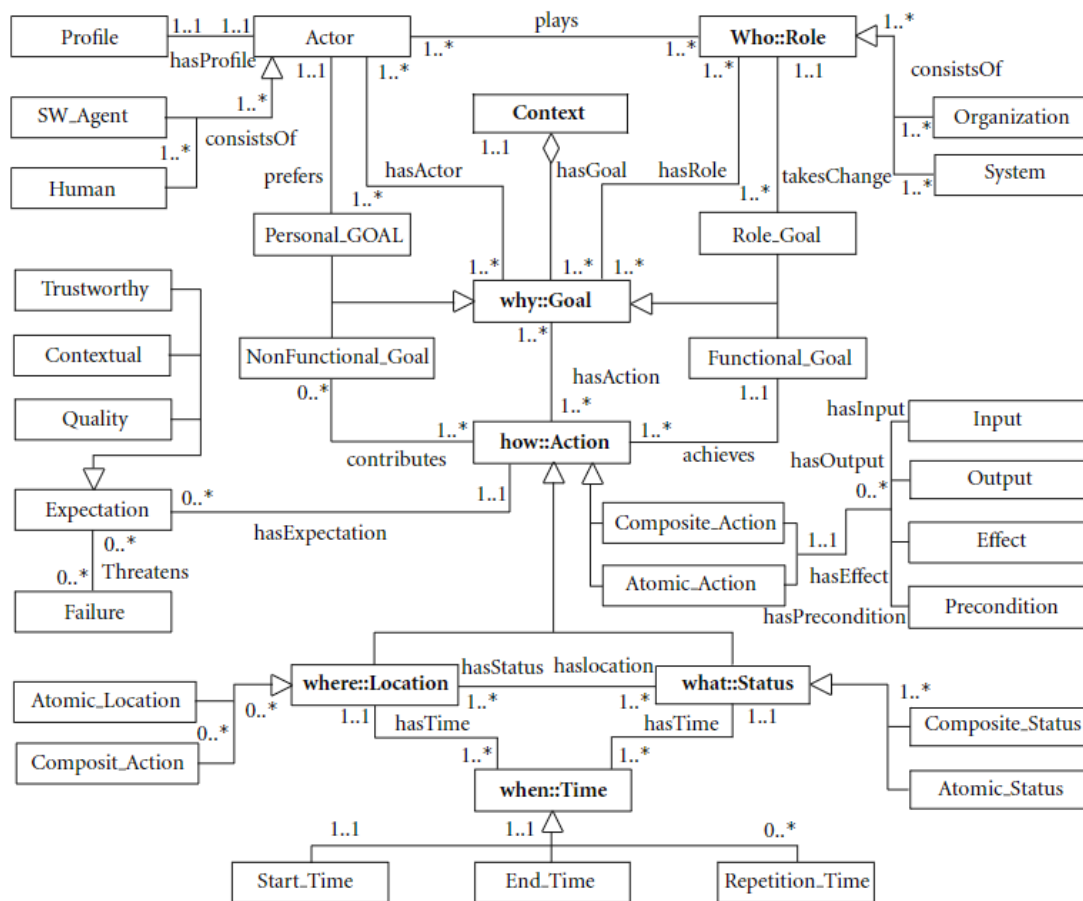 plays
Profile
1..1
1..1
Actor
1..*
1..*
Who::Role
1..*
hasProfile
1..1
1..*
1..*
1..1
consistsOf
SW_Agent
1..*
consistsOf
Context
1..1
1..*
Organization
Human
1..*
prefers
hasActor
hasGoal
hasRole
takesChange
1..*
System
1..*
1..*
Personal_GOAL
Role_Goal
1..*
1..*
1..*
Trustworthy
why::Goal
1..*
Contextual
NonFunctional_Goal
Functional_Goal
0..*
hasAction
1..1
Quality
1..*
hasInput
Input
1..*
how::Action
1..*
contributes
achieves
hasOutput
0..*
Output
Expectation
0..*
1..1
hasExpectation
Composite_Action
1..1
Effect
0..*
Threatens
0..*
Atomic_Action
hasEffect
Failure
hasPrecondition
Precondition
Atomic_Location
0..*
where::Location
hasStatus
haslocation
what::Status
1..*
0..*
1..1
1..*
1..*
1..1
Composite_Status
hasTime
hasTime
Composit_Action
1..*
1..*
when::Time
Atomic_Status
1..1
1..1
0..*
Start_Time
End_Time
Repetition_Time